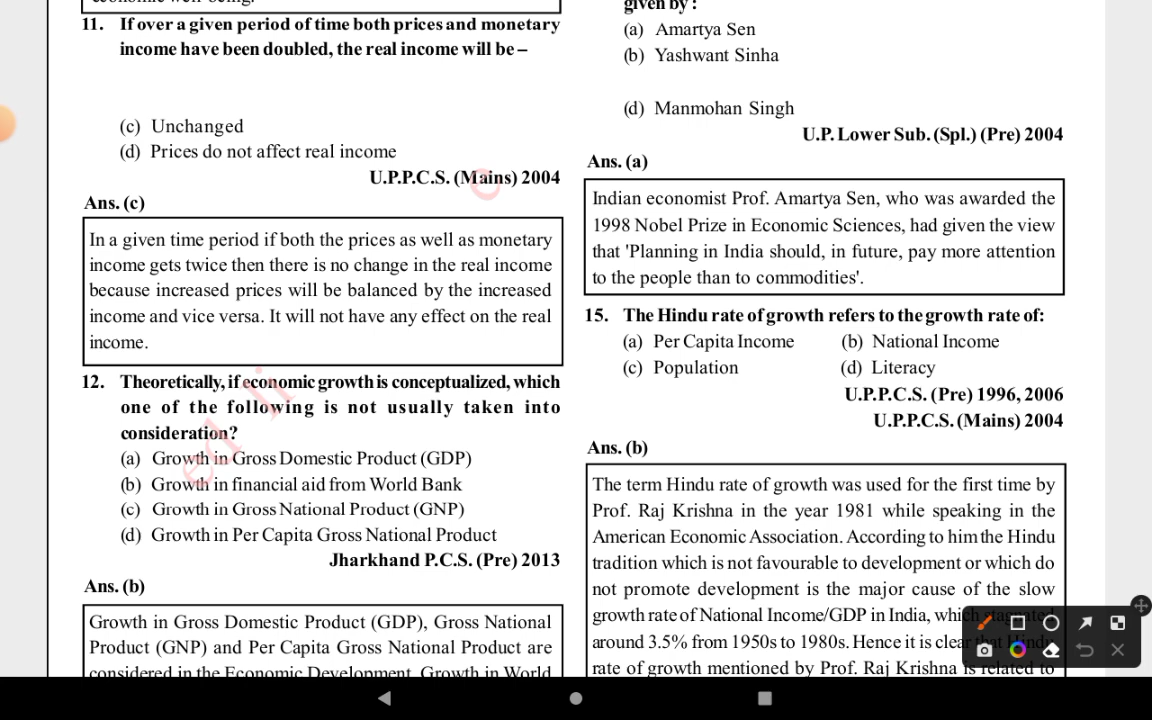 11. If over a given period of time both prices and monetary
income have been doubled, the real income will be –
(c) Unchanged
(d) Prices do not affect real income
U.P.P.C.S. (Mains) 2004
Ans. (c)
In a given time period if both the prices as well as monetary
income gets twice then there is no change in the real income
because increased prices will be balanced by the increased
income and vice versa. It will not have any effect on the real
income.
12. Theoretically, if economic growth is conceptualized, which
one of the following is not usually taken into
consideration?
(a) Growth in Gross Domestic Product (GDP)
(b) Growth in financial aid from World Bank
(c) Growth in Gross National Product (GNP)
(d) Growth in Per Capita Gross National Product
Jharkhand P.C.S. (Pre) 2013
Ans. (b)
Growth in Gross Domestic Product (GDP), Gross National
Product (GNP) and Per Capita Gross National Product are
considered in the Economic Development. Growth in World
given by :
(a) Amartya Sen
(b) Yashwant Sinha
(d) Manmohan Singh
U.P. Lower Sub. (Spl.) (Pre) 2004
Ans. (a)
Indian economist Prof. Amartya Sen, who was awarded the
1998 Nobel Prize in Economic Sciences, had given the view
that 'Planning in India should, in future, pay more attention
to the people than to commodities'.
15. The Hindu rate of growth refers to the growth rate of:
(a) Per Capita Income (b) National Income
(c) Population (d) Literacy
U.P.P.C.S. (Pre) 1996, 2006
U.P.P.C.S. (Mains) 2004
Ans. (b)
The term Hindu rate of growth was used for the first time by
Prof. Raj Krishna in the year 1981 while speaking in the
American Economic Association. According to him the Hindu
tradition which is not favourable to development or which do
not promote development is the major cause of the slow
growth rate of National Income/GDP in India, which stagnated
around 3.5% from 1950s to 1980s. Hence it is clear that Hindu
rate of growth mentioned by Prof. Raj Krishna is related to